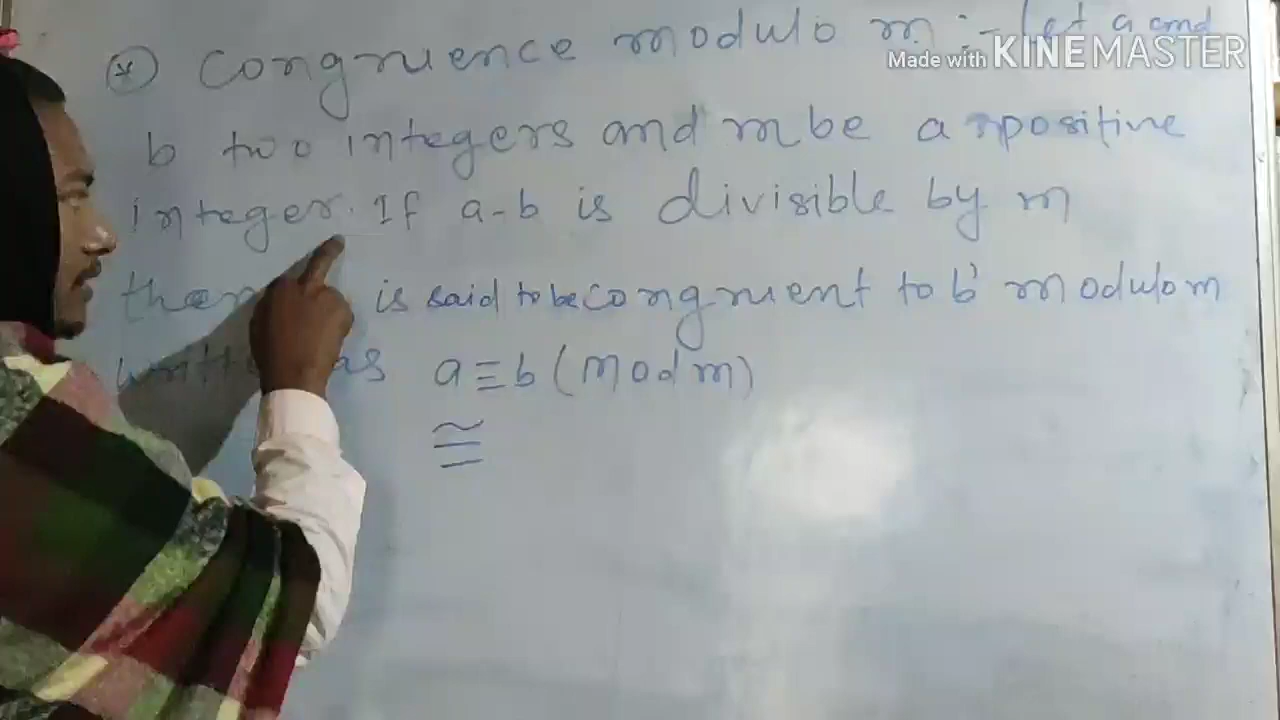 * Congruence modulo m :- Let a and
Made with KINEMASTER
b two integers and m be a positive
integer. If a-b is divisible by m
then is said to be congruent to b' modulo m
as a≡b (Mod m)
≅